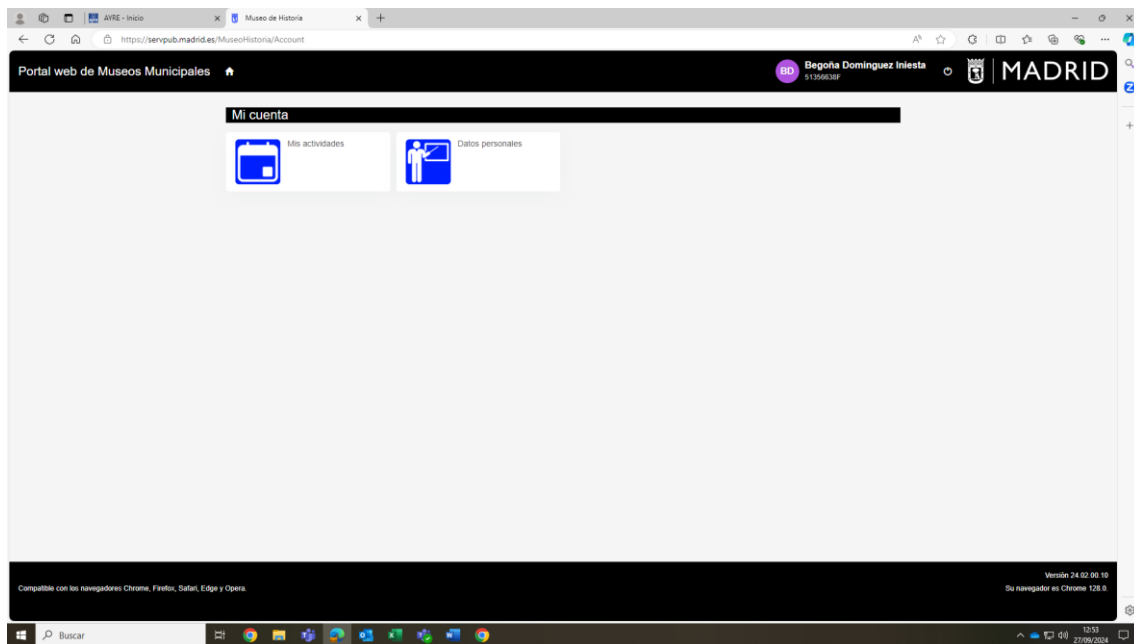 AYRE - Inicio
Museo de Historia
https://servpub.madrid.es/MuseoHistoria/Account
Portal web de Museos Municipales
BD
Begoña Dominguez Iniesta
51356638F
MADRID
Mi cuenta
Mis actividades
Datos personales
Compatible con los navegadores Chrome, Firefox, Safari, Edge y Opera.
Versión 24.02.00.10
Su navegador es Chrome 128.0.
Buscar
12:53
27/09/2024